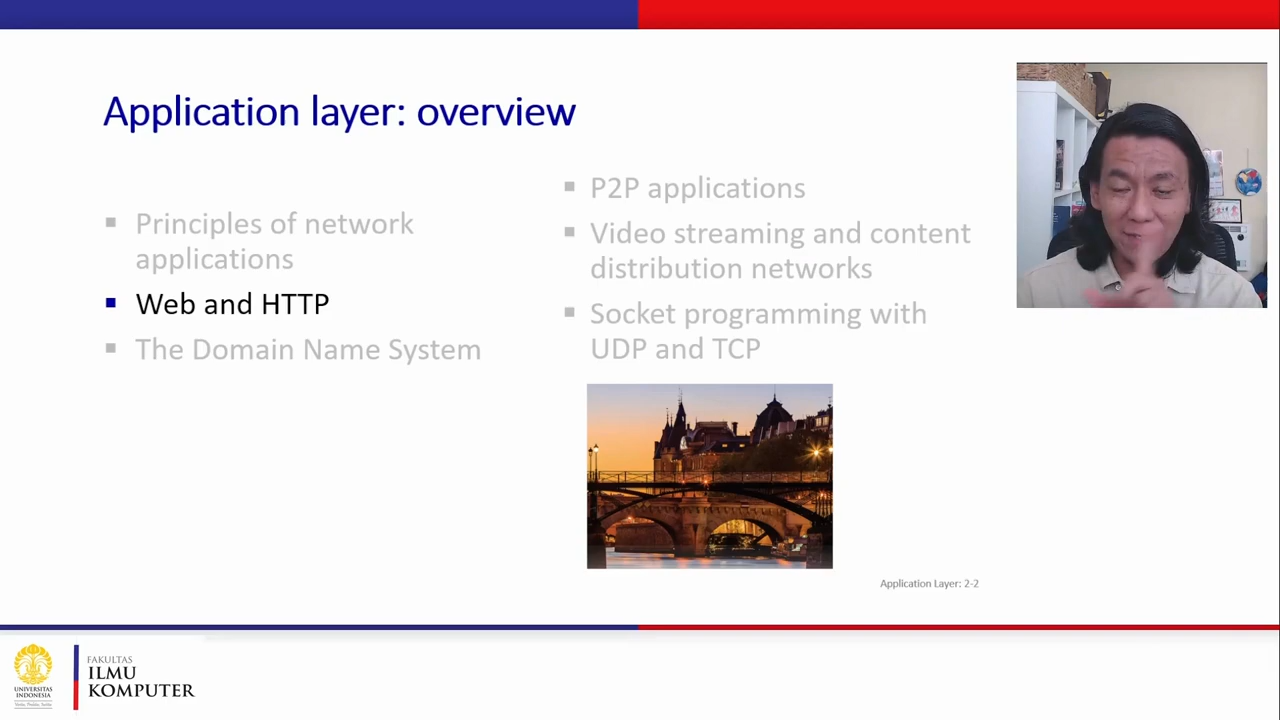 Application layer: overview
Principles of network
applications
Web and HTTP
The Domain Name System
P2P applications
Video streaming and content
distribution networks
Socket programming with
UDP and TCP
Application Layer: 2-2
UNIVERSITAS
INDONESIA
FAKULTAS
ILMU
KOMPUTER